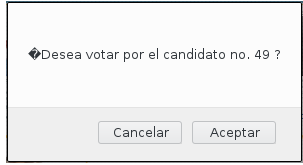 �Desea votar por el candidato no. 49 ?
Cancelar
Aceptar